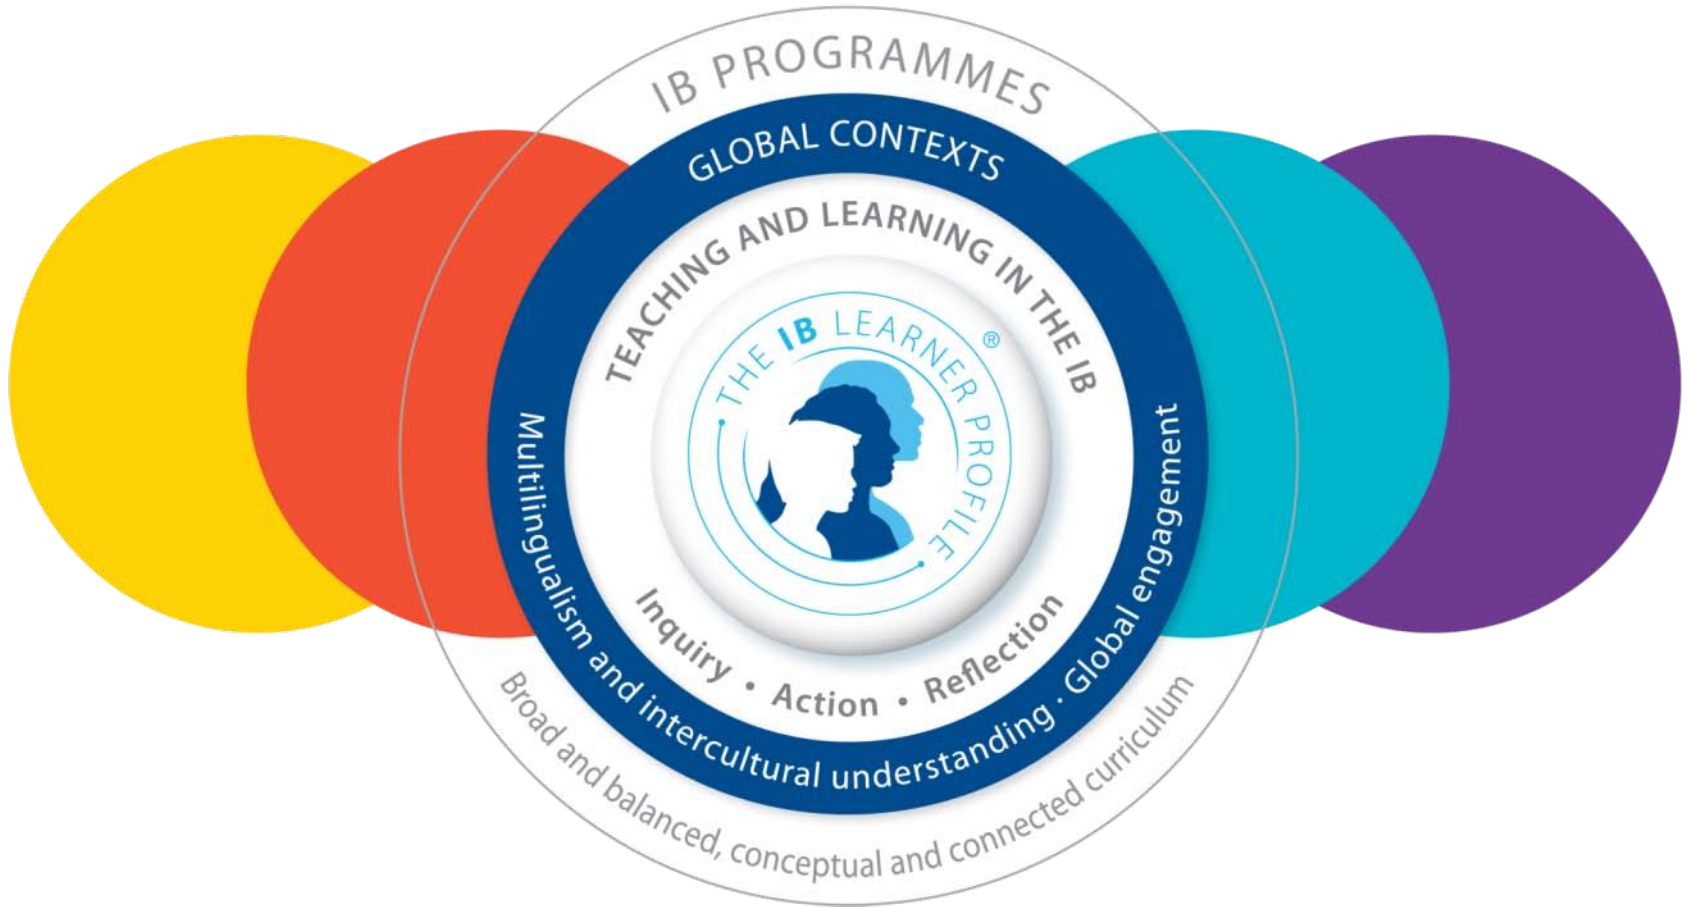 IB PROGRAMMES
GLOBAL CONTEXTS
TEACHING AND LEARNING IN THE IB
THE IB LEARNER PROFILE
®
Inquiry • Action • Reflection
Multilingualism and intercultural understanding · Global engagement
Broad and balanced, conceptual and connected curriculum